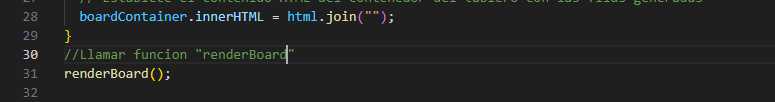 // Establece el contenido HTML del contenedor del tablero con las filas generadas
28 boardContainer.innerHTML = html.join("");
29 }
30 //Llamar funcion "renderBoard"
31 renderBoard();
32